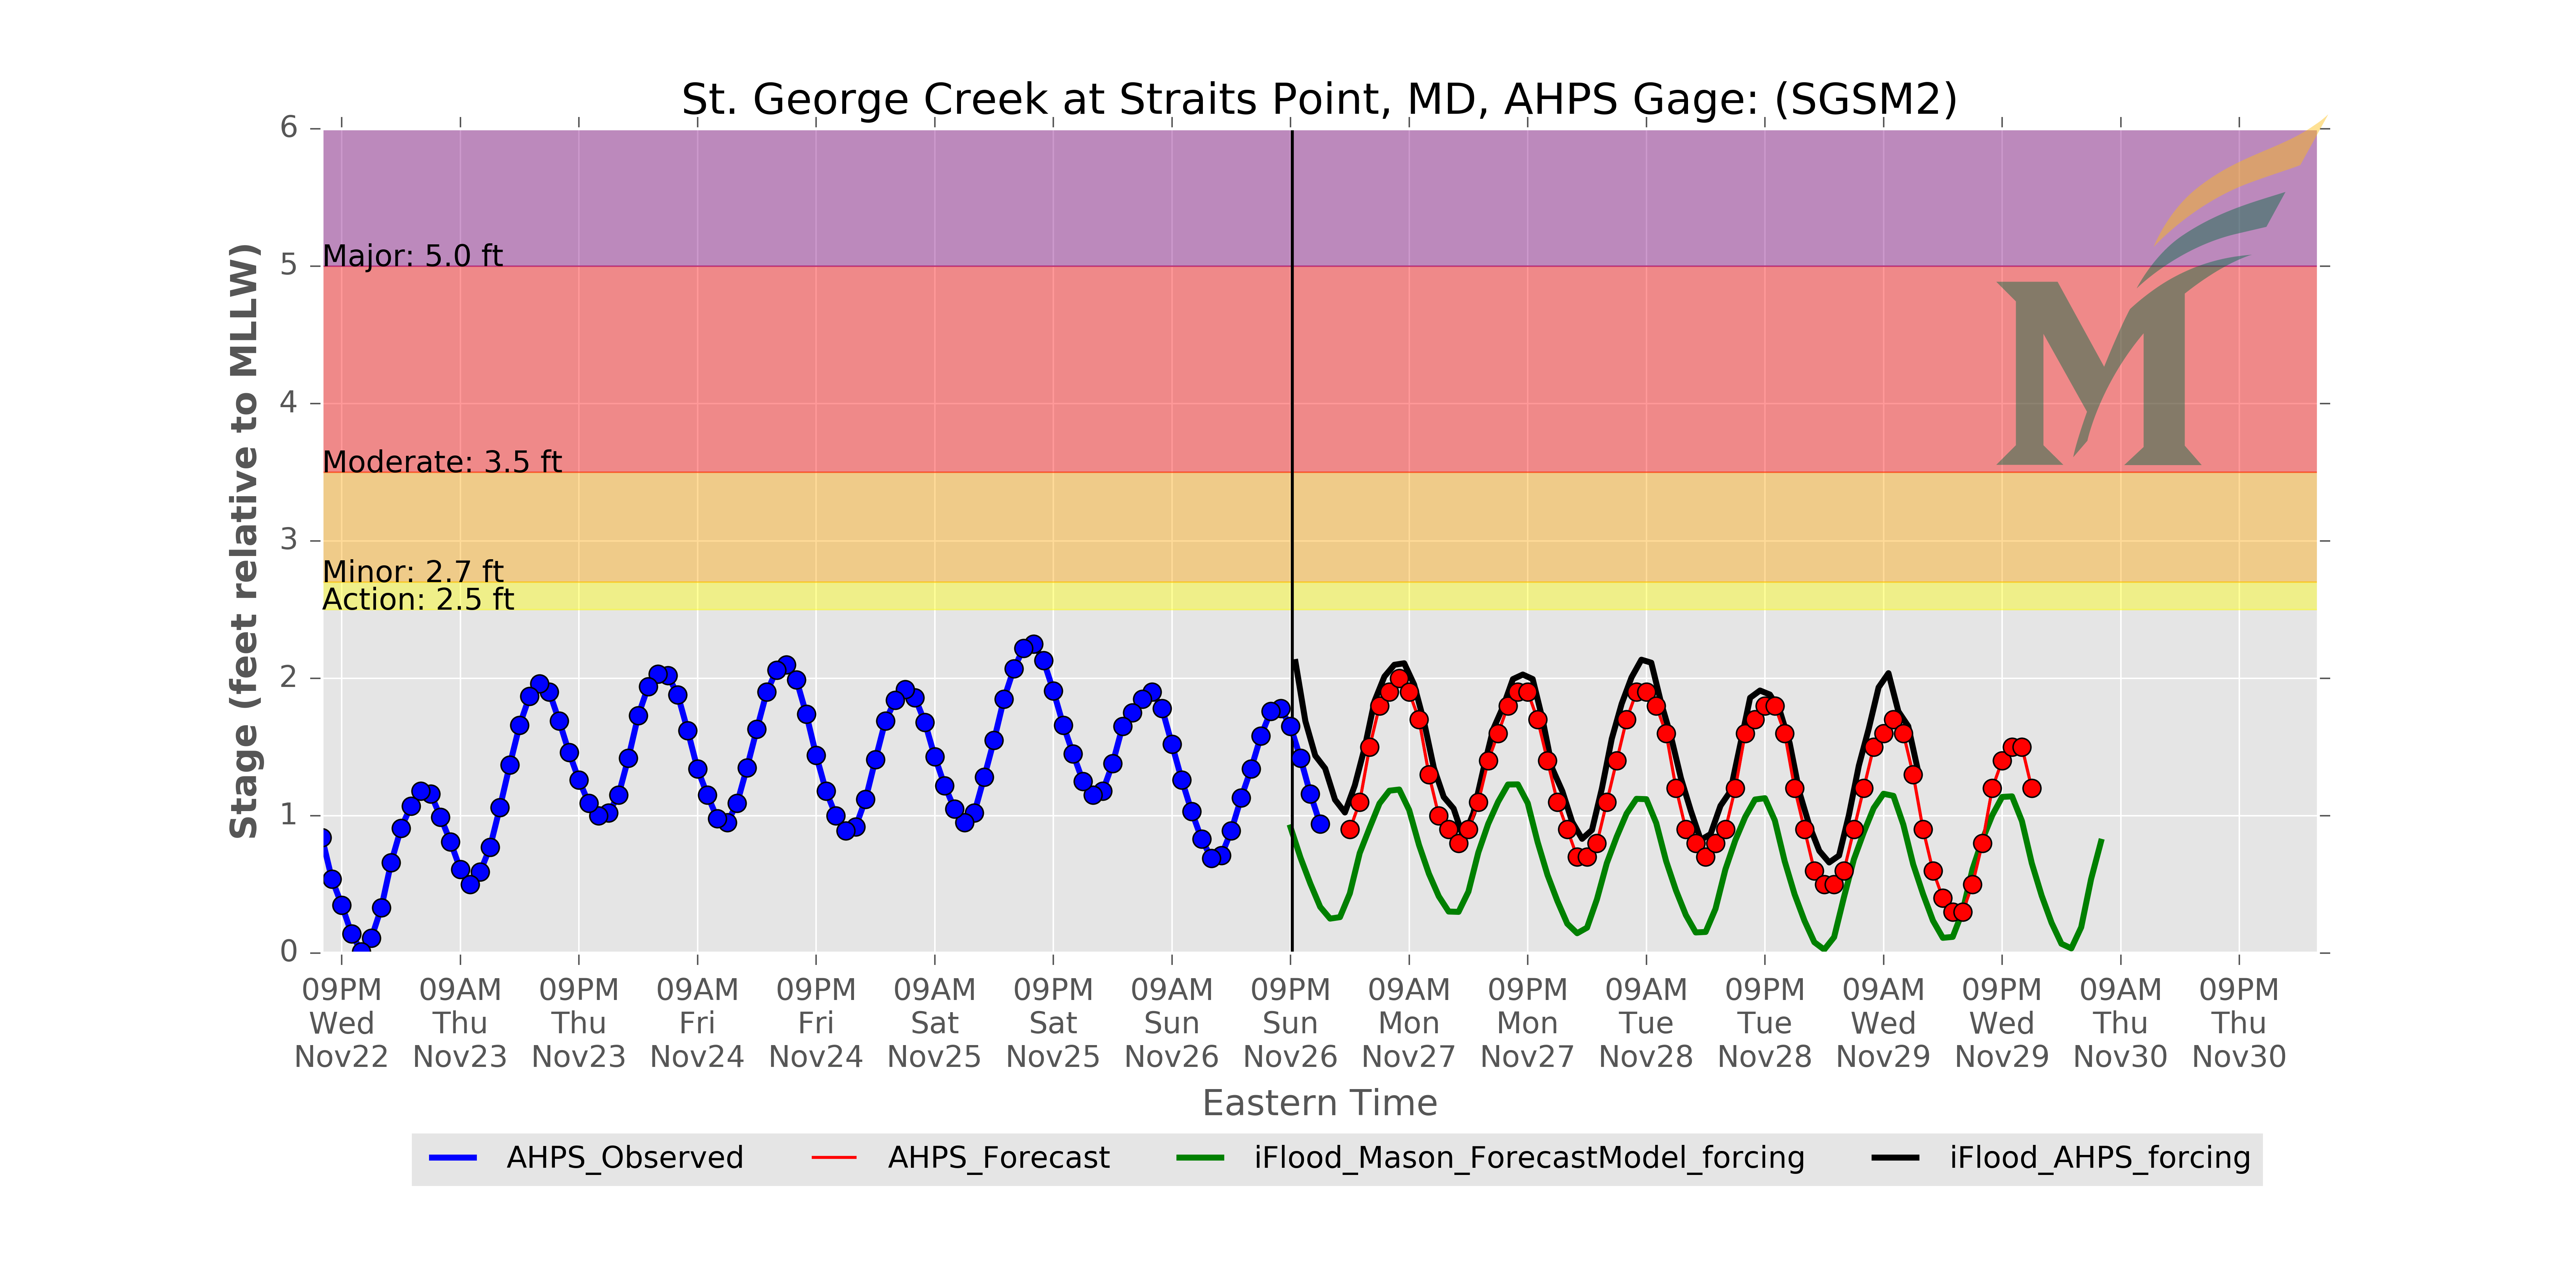 St. George Creek at Straits Point, MD, AHPS Gage: (SGSM2)
Stage (feet relative to MLLW)
6
5
4
3
2
1
0
Major: 5.0 ft
Moderate: 3.5 ft
Minor: 2.7 ft
Action: 2.5 ft
M
09PM 09AM 09PM 09AM 09PM 09AM 09PM 09AM 09PM 09AM 09PM 09AM 09PM 09AM 09PM 09AM 09PM
Wed Thu Thu Fri Fri Sat Sat Sun Sun Mon Mon Tue Tue Wed Wed Thu Thu
Nov22 Nov23 Nov23 Nov24 Nov24 Nov25 Nov25 Nov26 Nov26 Nov27 Nov27 Nov28 Nov28 Nov29 Nov29 Nov30 Nov30
Eastern Time
AHPS_Observed AHPS_Forecast iFlood_Mason_ForecastModel_forcing iFlood_AHPS_forcing